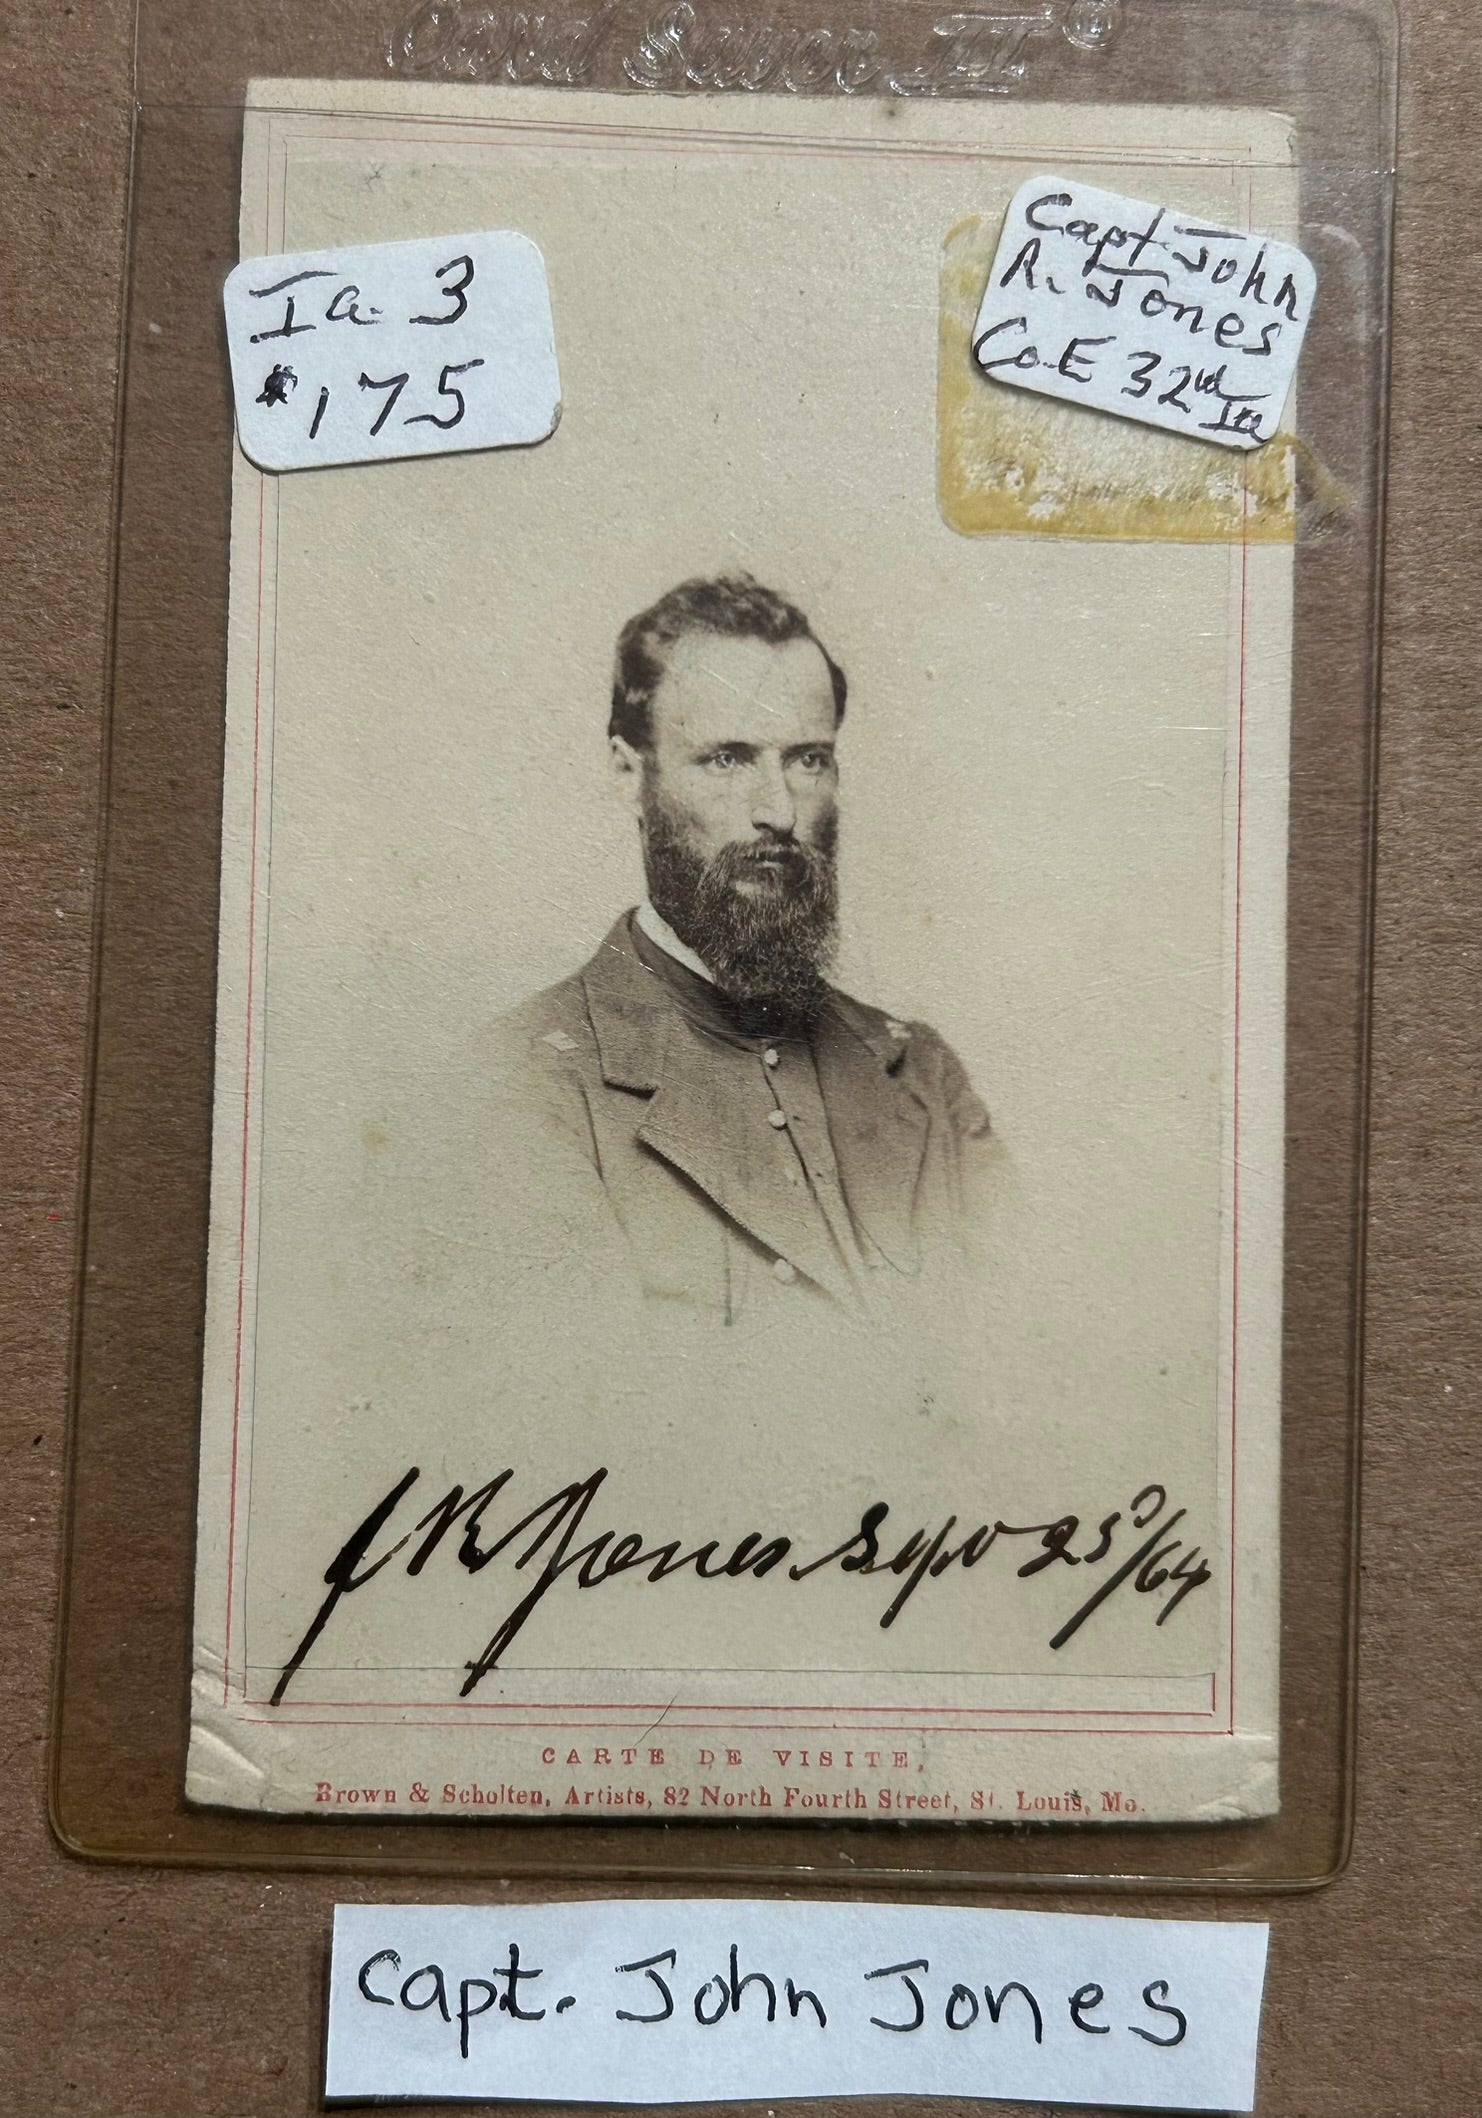 Card Saver III®
Ia. 3
$175
Capt. John
R. Jones
Co. E 32nd
Ia
J R Jones. Sept 25/64
CARTE DE VISITE,
Brown & Scholten, Artists, 82 North Fourth Street, St. Louis, Mo.
Capt. John Jones